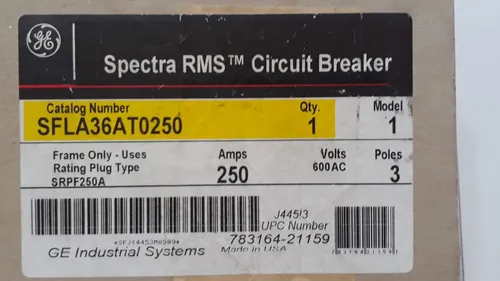 GE
Spectra RMS™ Circuit Breaker
Catalog Number Qty. Model
SFLA36AT0250 1 1
Frame Only - Uses Amps Volts Poles
Rating Plug Type 250 600AC 3
SRPF250A
J445I3
UPC Number
783164-21159
GE Industrial Systems Made in USA